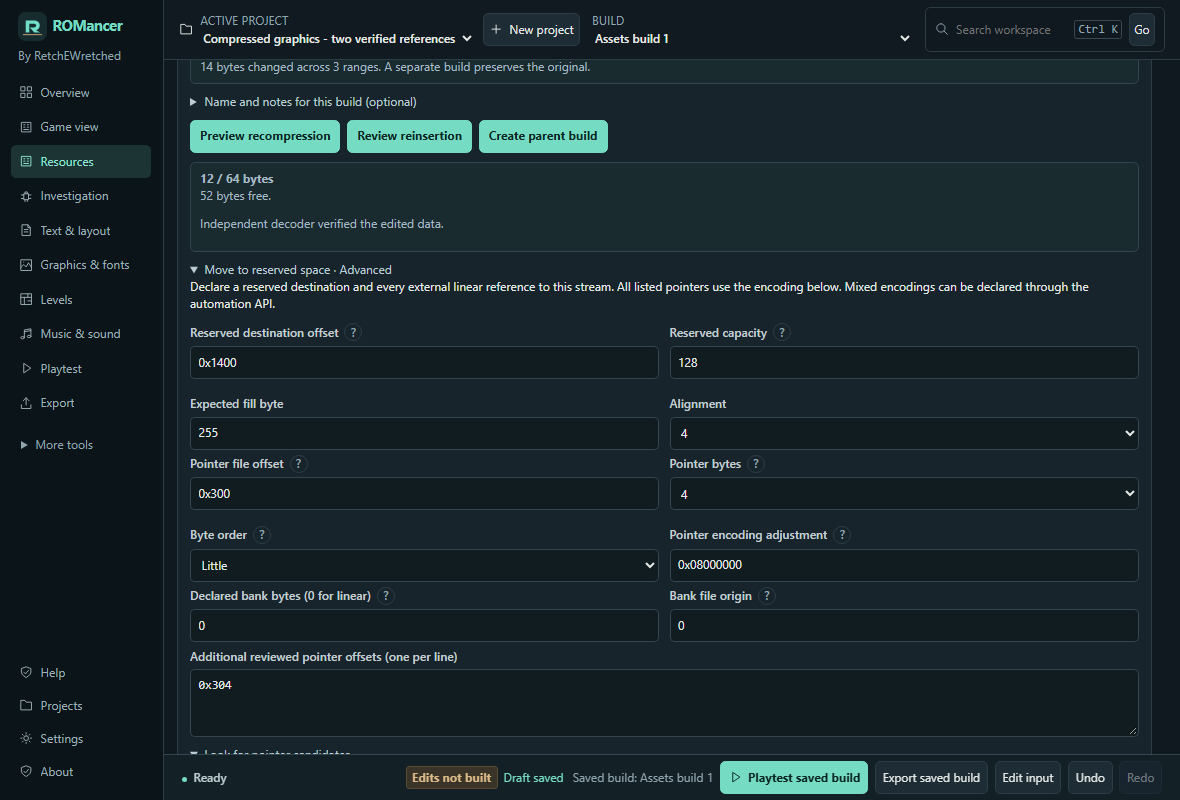 ROMancer
By RetchEWretched
Overview
Game view
Resources
Investigation
Text & layout
Graphics & fonts
Levels
Music & sound
Playtest
Export
More tools
Help
Projects
Settings
About
ACTIVE PROJECT
Compressed graphics - two verified references
New project
BUILD
Assets build 1
Search workspace
Ctrl K
Go
14 bytes changed across 3 ranges. A separate build preserves the original.
Name and notes for this build (optional)
Preview recompression
Review reinsertion
Create parent build
12 / 64 bytes
52 bytes free.
Independent decoder verified the edited data.
Move to reserved space · Advanced
Declare a reserved destination and every external linear reference to this stream. All listed pointers use the encoding below. Mixed encodings can be declared through the
automation API.
Reserved destination offset ?
Reserved capacity ?
0x1400
128
Expected fill byte
Alignment
255
4
Pointer file offset ?
Pointer bytes ?
0x300
4
Byte order ?
Pointer encoding adjustment ?
Little
0x08000000
Declared bank bytes (0 for linear) ?
Bank file origin ?
0
0
Additional reviewed pointer offsets (one per line)
0x304
Look for pointer candidates
Ready
Edits not built
Draft saved
Saved build: Assets build 1
Playtest saved build
Export saved build
Edit input
Undo
Redo